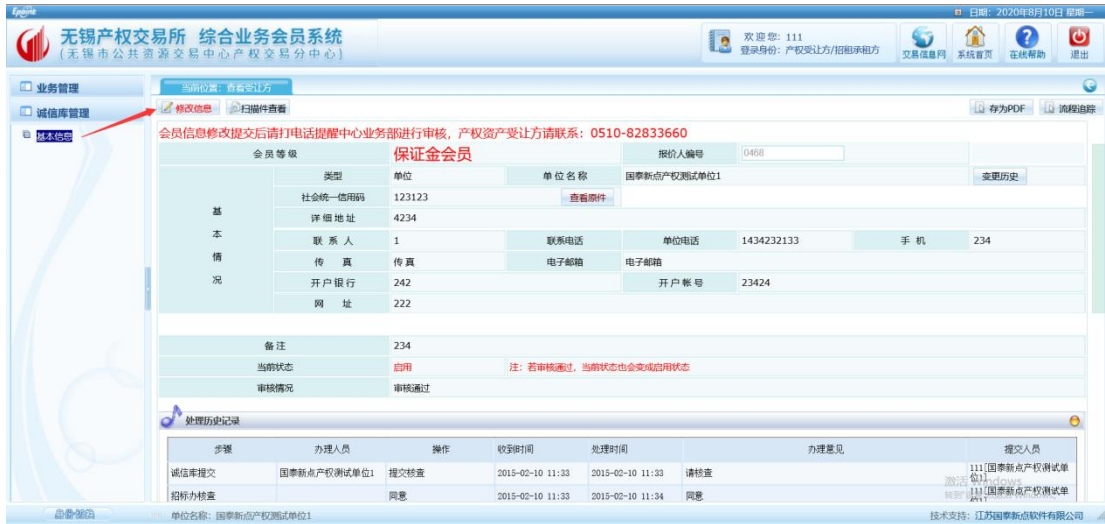 Epoint
日期: 2020年8月10日 星期一
无锡产权交易所 综合业务会员系统
(无锡市公共资源交易中心产权交易分中心)
欢迎您: 111
登录身份: 产权受让方/招租承租方
交易信息网 系统首页 在线帮助 退出
业务管理
诚信库管理
基本信息
当前位置: 查看受让方
修改信息 扫描件查看 存为PDF 流程追踪
会员信息修改提交后请打电话提醒中心业务部进行审核, 产权资产受让方请联系: 0510-82833660
会员等级 保证金会员 报价人编号 0468
基本情况
类型 单位 单位名称 国泰新点产权测试单位1 变更历史
社会统一信用码 123123 查看原件
详细地址 4234
联系人 1 联系电话 单位电话 1434232133 手机 234
传真 传真 电子邮箱 电子邮箱
开户银行 242 开户帐号 23424
网址 222
备注 234
当前状态 启用 注: 若审核通过, 当前状态也会变成启用状态
审核情况 审核通过
处理历史记录
步骤 办理人员 操作 收到时间 处理时间 办理意见 提交人员
诚信库提交 国泰新点产权测试单位1 提交核查 2015-02-10 11:33 2015-02-10 11:33 请核查 111[国泰新点产权测试单位1]
招标办核查 同意 2015-02-10 11:33 2015-02-10 11:34 同意 111[国泰新点产权测试单
激活 Windows
单位名称: 国泰新点产权测试单位1
技术支持: 江苏国泰新点软件有限公司